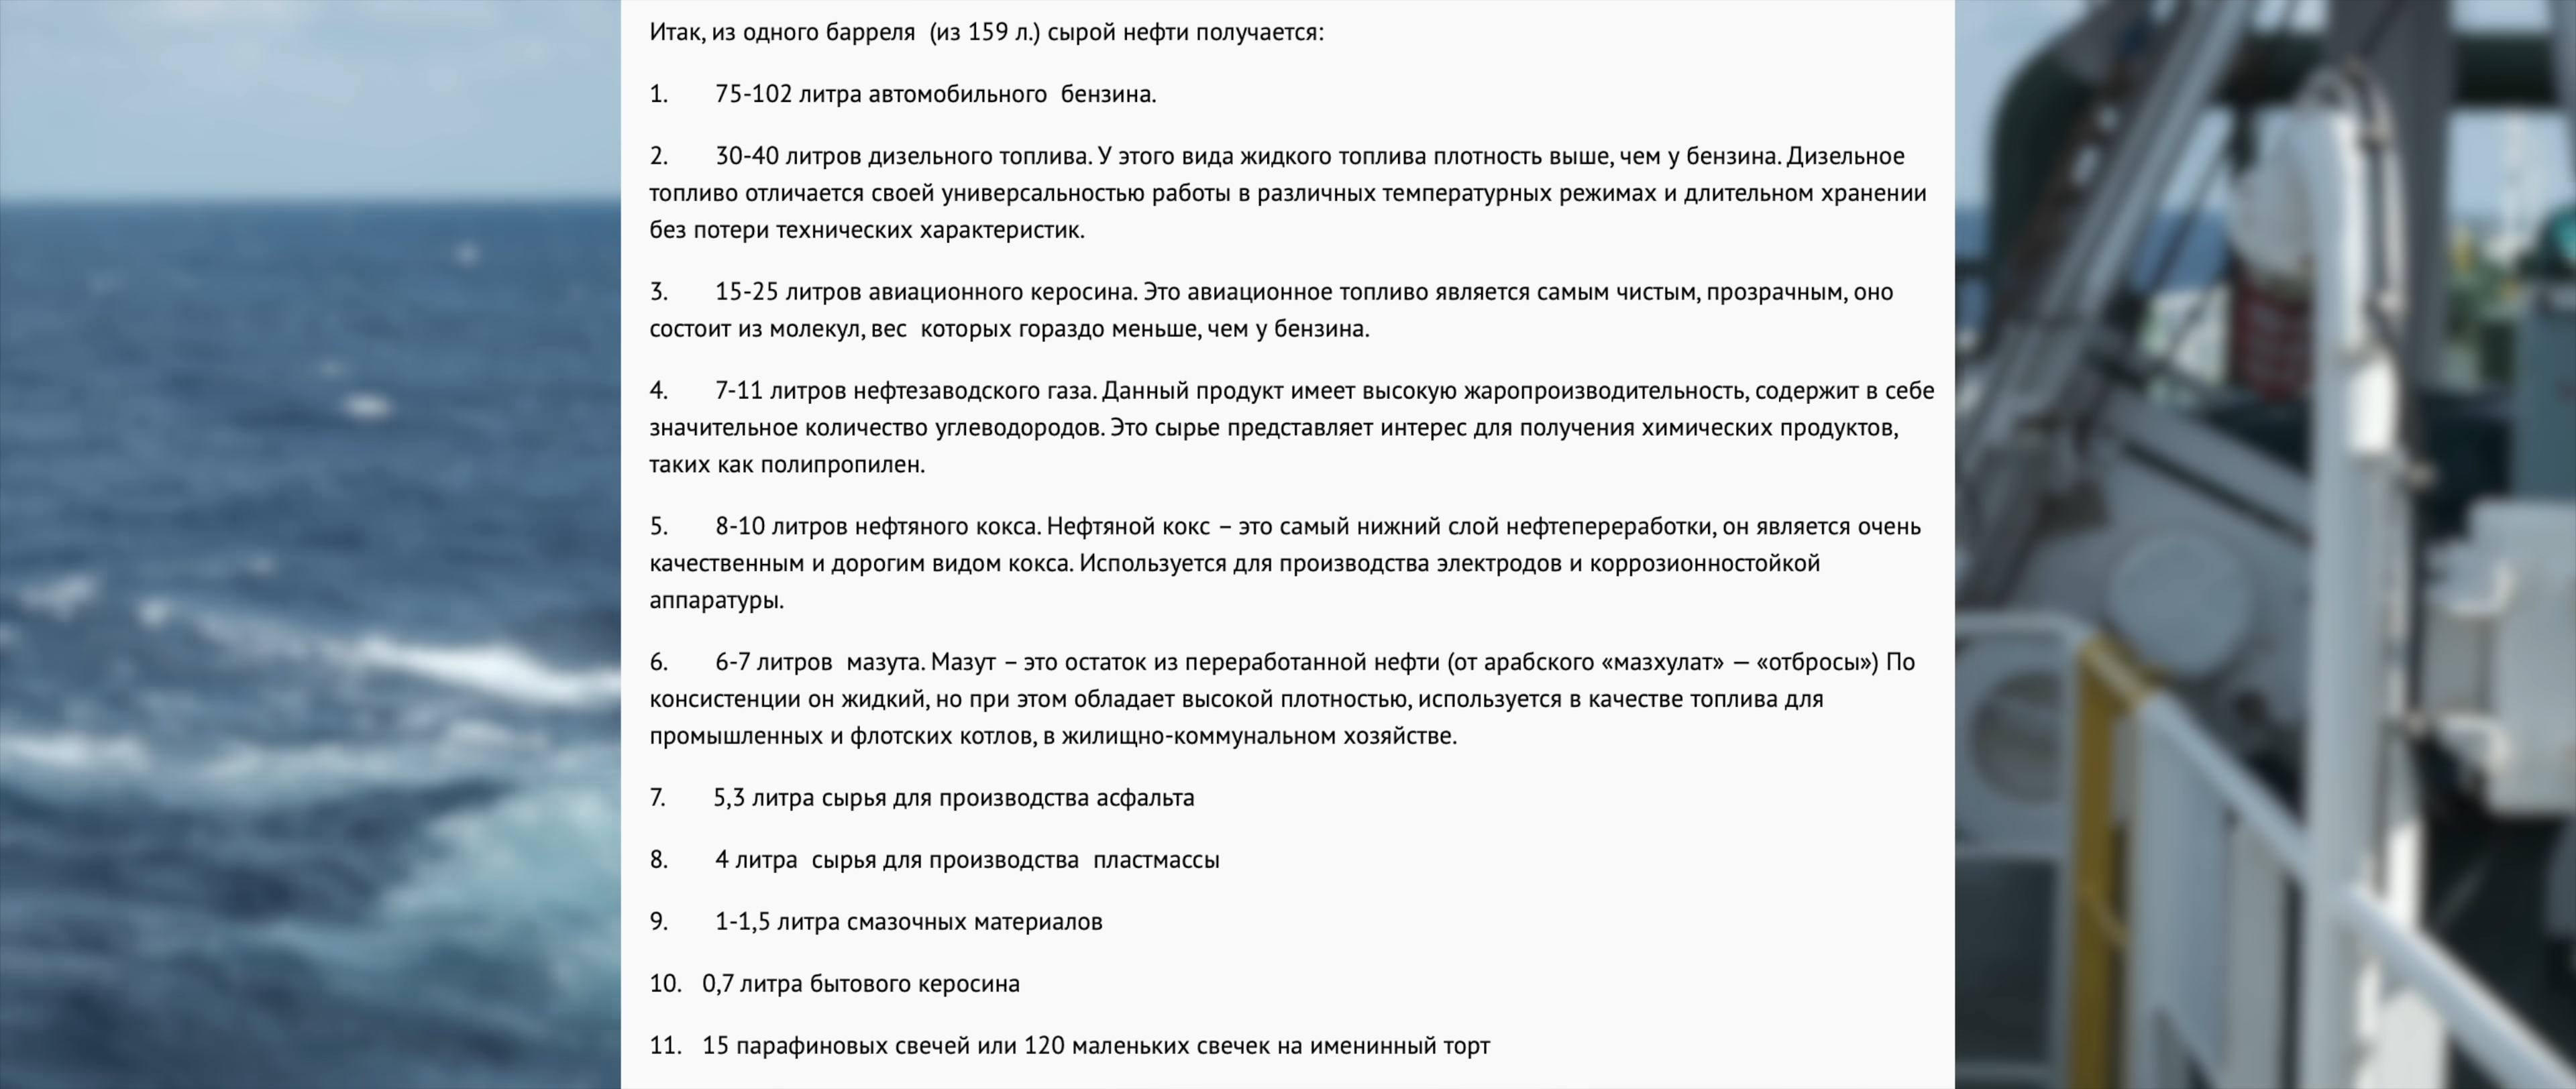 Итак, из одного барреля (из 159 л.) сырой нефти получается:
1. 75-102 литра автомобильного бензина.
2. 30-40 литров дизельного топлива. У этого вида жидкого топлива плотность выше, чем у бензина. Дизельное
топливо отличается своей универсальностью работы в различных температурных режимах и длительном хранении
без потери технических характеристик.
3. 15-25 литров авиационного керосина. Это авиационное топливо является самым чистым, прозрачным, оно
состоит из молекул, вес которых гораздо меньше, чем у бензина.
4. 7-11 литров нефтезаводского газа. Данный продукт имеет высокую жаропроизводительность, содержит в себе
значительное количество углеводородов. Это сырье представляет интерес для получения химических продуктов,
таких как полипропилен.
5. 8-10 литров нефтяного кокса. Нефтяной кокс – это самый нижний слой нефтепереработки, он является очень
качественным и дорогим видом кокса. Используется для производства электродов и коррозионностойкой
аппаратуры.
6. 6-7 литров мазута. Мазут – это остаток из переработанной нефти (от арабского «мазхулат» — «отбросы») По
консистенции он жидкий, но при этом обладает высокой плотностью, используется в качестве топлива для
промышленных и флотских котлов, в жилищно-коммунальном хозяйстве.
7. 5,3 литра сырья для производства асфальта
8. 4 литра сырья для производства пластмассы
9. 1-1,5 литра смазочных материалов
10. 0,7 литра бытового керосина
11. 15 парафиновых свечей или 120 маленьких свечек на именинный торт